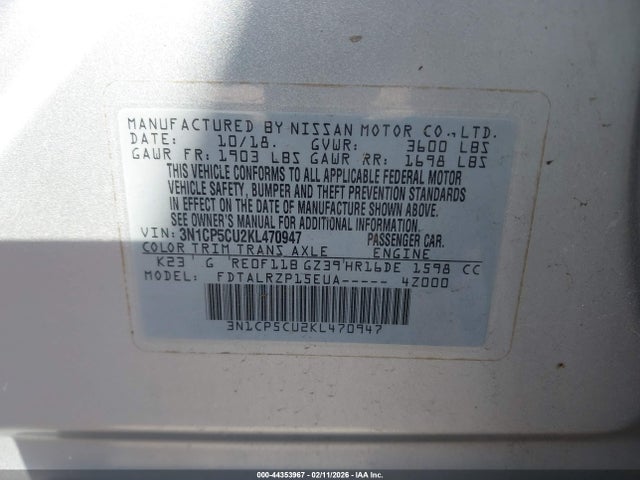 MANUFACTURED BY NISSAN MOTOR CO., LTD.
DATE: 10/18. GVWR: 3600 LBS
GAWR FR: 1903 LBS GAWR RR: 1698 LBS
THIS VEHICLE CONFORMS TO ALL APPLICABLE FEDERAL MOTOR
VEHICLE SAFETY, BUMPER AND THEFT PREVENTION STANDARDS
IN EFFECT ON THE DATE OF MANUFACTURE SHOWN ABOVE.
SEE OWNER'S MANUAL FOR ADDITIONAL INFORMATION
VIN: 3N1CP5CU2KL470947 PASSENGER CAR.
COLOR TRIM TRANS AXLE ENGINE
K23 G RE0F11B GZ39 HR16DE 1598 CC
MODEL: FDTALRZP15EUA----- 4Z000
3N1CP5CU2KL470947
000-44353967 - 02/11/2026 - COPYRIGHT IAA, LLC.